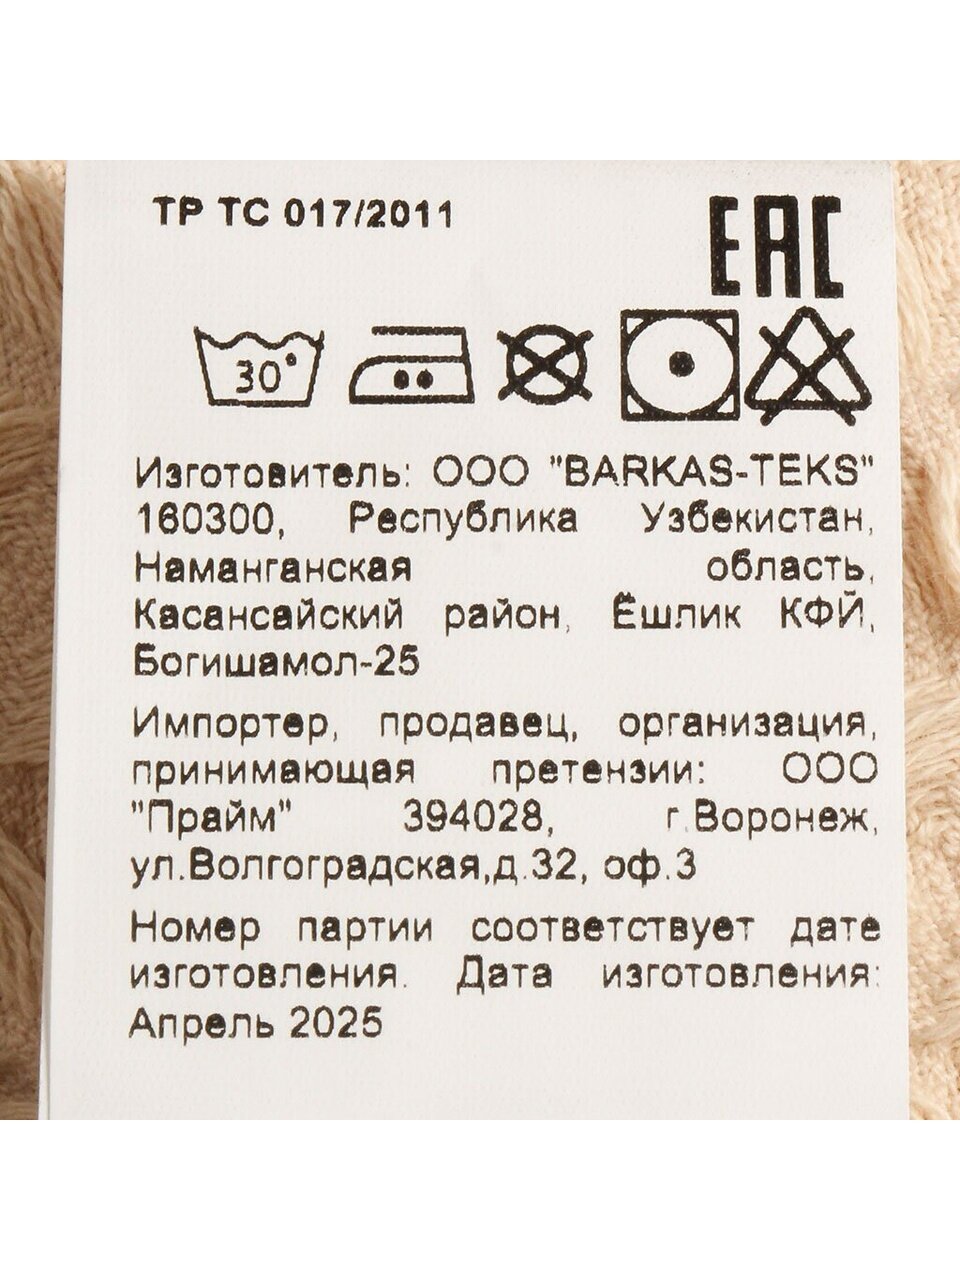 ТР ТС 017/2011
EAC
30°
Изготовитель: ООО "BARKAS-TEKS"
160300, Республика Узбекистан,
Наманганская область,
Касансайский район, Ёшлик КФЙ,
Богишамол-25
Импортер, продавец, организация,
принимающая претензии: ООО
"Прайм" 394028, г.Воронеж,
ул.Волгоградская,д.32, оф.3
Номер партии соответствует дате
изготовления. Дата изготовления:
Апрель 2025